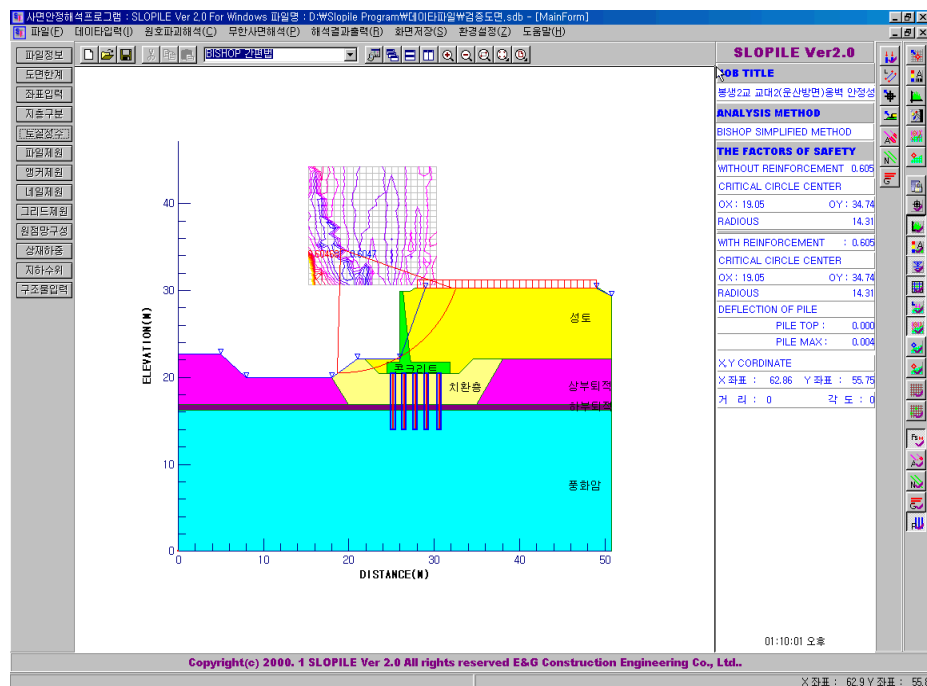 사면안정해석프로그램 : SLOPILE Ver 2.0 For Windows 파일명 : D:₩Slopile Program₩데이타파일₩검증도면.sdb - [MainForm]
파일(F) 데이타입력(I) 원호파괴해석(C) 무한사면해석(P) 해석결과출력(R) 화면저장(S) 환경설정(Z) 도움말(H)
BISHOP 간편법
파일정보
도면한계
좌표입력
지층구분
토질정수
파일제원
앵커제원
네일제원
그리드제원
원점망구성
상재하중
지하수위
구조물입력
SLOPILE Ver2.0
JOB TITLE
봉생2교 교대2(운산방면)옹벽 안정성
ANALYSIS METHOD
BISHOP SIMPLIFIED METHOD
THE FACTORS OF SAFETY
WITHOUT REINFORCEMENT 0.605
CRITICAL CIRCLE CENTER
OX : 19.05 OY : 34.74
RADIOUS 14.31
WITH REINFORCEMENT : 0.605
CRITICAL CIRCLE CENTER
OX : 19.05 OY : 34.74
RADIOUS 14.31
DEFLECTION OF PILE
PILE TOP : 0.000
PILE MAX : 0.004
X,Y CORDINATE
X 좌표 : 62.86 Y 좌표 : 55.75
거 리 : 0 각 도 : 0
01:10:01 오후
ELEVATION(M)
40
30
20
10
0
0 10 20 30 40 50
DISTANCE(M)
0.6047
성토
콘크리트
치환층
상부퇴적
하부퇴적
풍화암
Copyright(c) 2000. 1 SLOPILE Ver 2.0 All rights reserved E&G Construction Engineering Co., Ltd..
X 좌표 : 62.9 Y 좌표 : 55.8